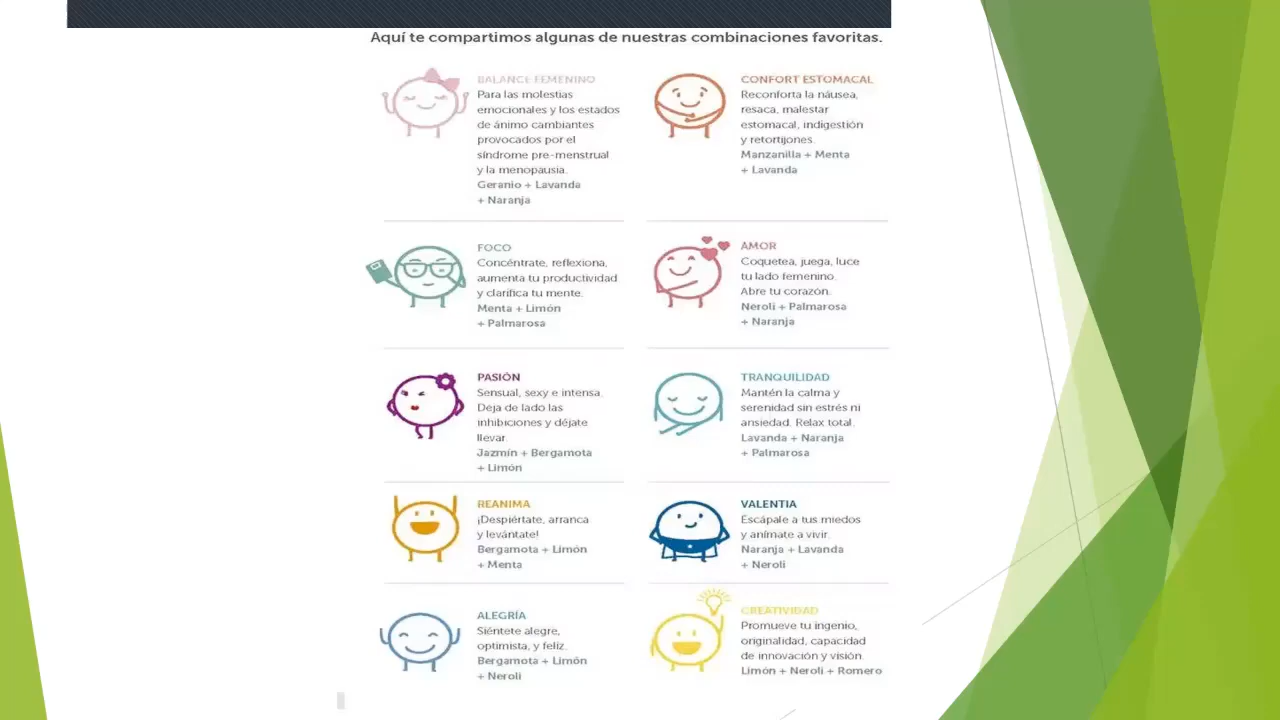 Aquí te compartimos algunas de nuestras combinaciones favoritas.
BALANCE FEMENINO
Para las molestias
emocionales y los estados
de ánimo cambiantes
provocados por el
síndrome pre-menstrual
y la menopausia.
Geranio + Lavanda
+ Naranja
CONFORT ESTOMACAL
Reconforta la náusea,
resaca, malestar
estomacal, indigestión
y retortijones.
Manzanilla + Menta
+ Lavanda
FOCO
Concéntrate, reflexiona,
aumenta tu productividad
y clarifica tu mente.
Menta + Limón
+ Palmarosa
AMOR
Coquetea, juega, luce
tu lado femenino.
Abre tu corazón.
Neroli + Palmarosa
+ Naranja
PASIÓN
Sensual, sexy e intensa.
Deja de lado las
inhibiciones y déjate
llevar.
Jazmín + Bergamota
+ Limón
TRANQUILIDAD
Mantén la calma y
serenidad sin estrés ni
ansiedad. Relax total.
Lavanda + Naranja
+ Palmarosa
REANIMA
¡Despiértate, arranca
y levántate!
Bergamota + Limón
+ Menta
VALENTIA
Escápale a tus miedos
y anímate a vivir.
Naranja + Lavanda
+ Neroli
ALEGRÍA
Siéntete alegre,
optimista, y feliz.
Bergamota + Limón
+ Neroli
CREATIVIDAD
Promueve tu ingenio,
originalidad, capacidad
de innovación y visión.
Limón + Neroli + Romero